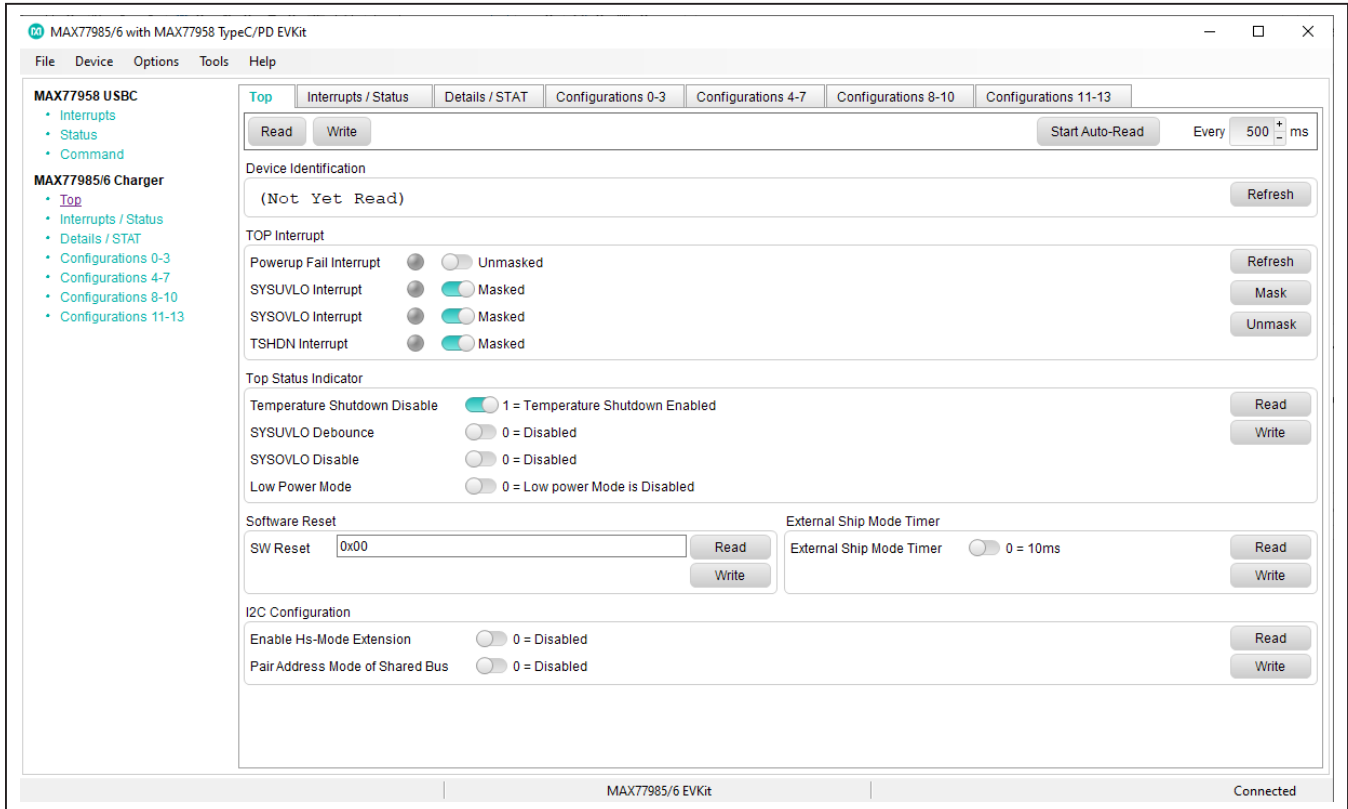 MAX77985/6 with MAX77958 TypeC/PD EVKit
File Device Options Tools Help
MAX77958 USBC
• Interrupts
• Status
• Command
MAX77985/6 Charger
• Top
• Interrupts / Status
• Details / STAT
• Configurations 0-3
• Configurations 4-7
• Configurations 8-10
• Configurations 11-13
Top Interrupts / Status Details / STAT Configurations 0-3 Configurations 4-7 Configurations 8-10 Configurations 11-13
Read Write Start Auto-Read Every 500 + - ms
Device Identification
(Not Yet Read) Refresh
TOP Interrupt
Powerup Fail Interrupt Unmasked Refresh
SYSUVLO Interrupt Masked Mask
SYSOVLO Interrupt Masked Unmask
TSHDN Interrupt Masked
Top Status Indicator
Temperature Shutdown Disable 1 = Temperature Shutdown Enabled Read
SYSUVLO Debounce 0 = Disabled Write
SYSOVLO Disable 0 = Disabled
Low Power Mode 0 = Low power Mode is Disabled
Software Reset External Ship Mode Timer
SW Reset 0x00 Read External Ship Mode Timer 0 = 10ms Read
Write Write
I2C Configuration
Enable Hs-Mode Extension 0 = Disabled Read
Pair Address Mode of Shared Bus 0 = Disabled Write
MAX77985/6 EVKit Connected